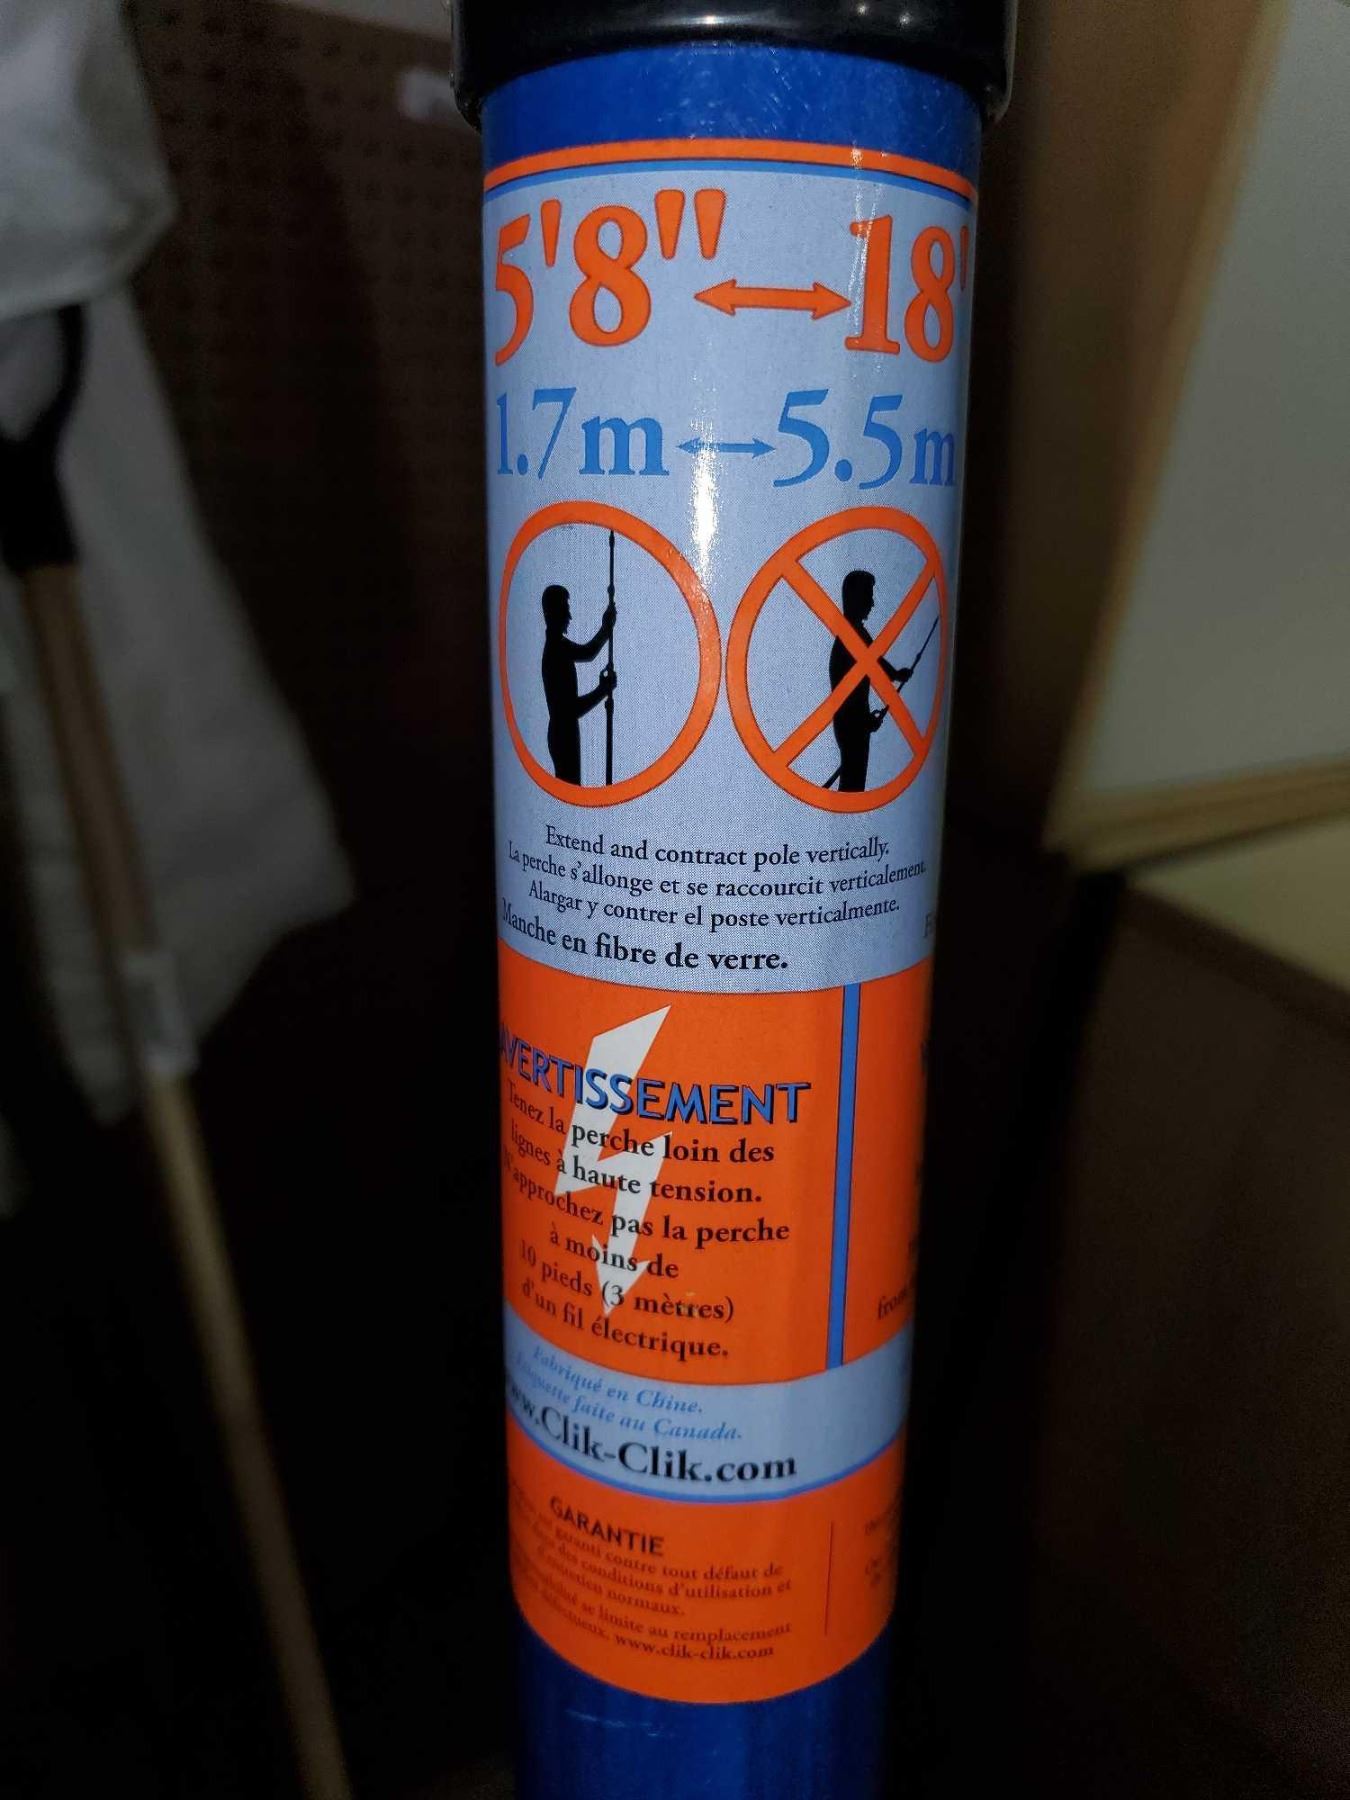 5'8" ↔ 18'
1.7m ↔ 5.5m
Extend and contract pole vertically.
La perche s'allonge et se raccourcit verticalement.
Alargar y contrer el poste verticalmente.
Manche en fibre de verre.
AVERTISSEMENT
Tenez la perche loin des
lignes à haute tension.
N'approchez pas la perche
à moins de
10 pieds (3 mètres)
d'un fil électrique.
from
Fabriqué en Chine.
Étiquette faite au Canada.
www.Clik-Clik.com
GARANTIE
garanti contre tout défaut de
des conditions d'utilisation et
d'entretien normaux.
se limite au remplacement
www.clik-clik.com